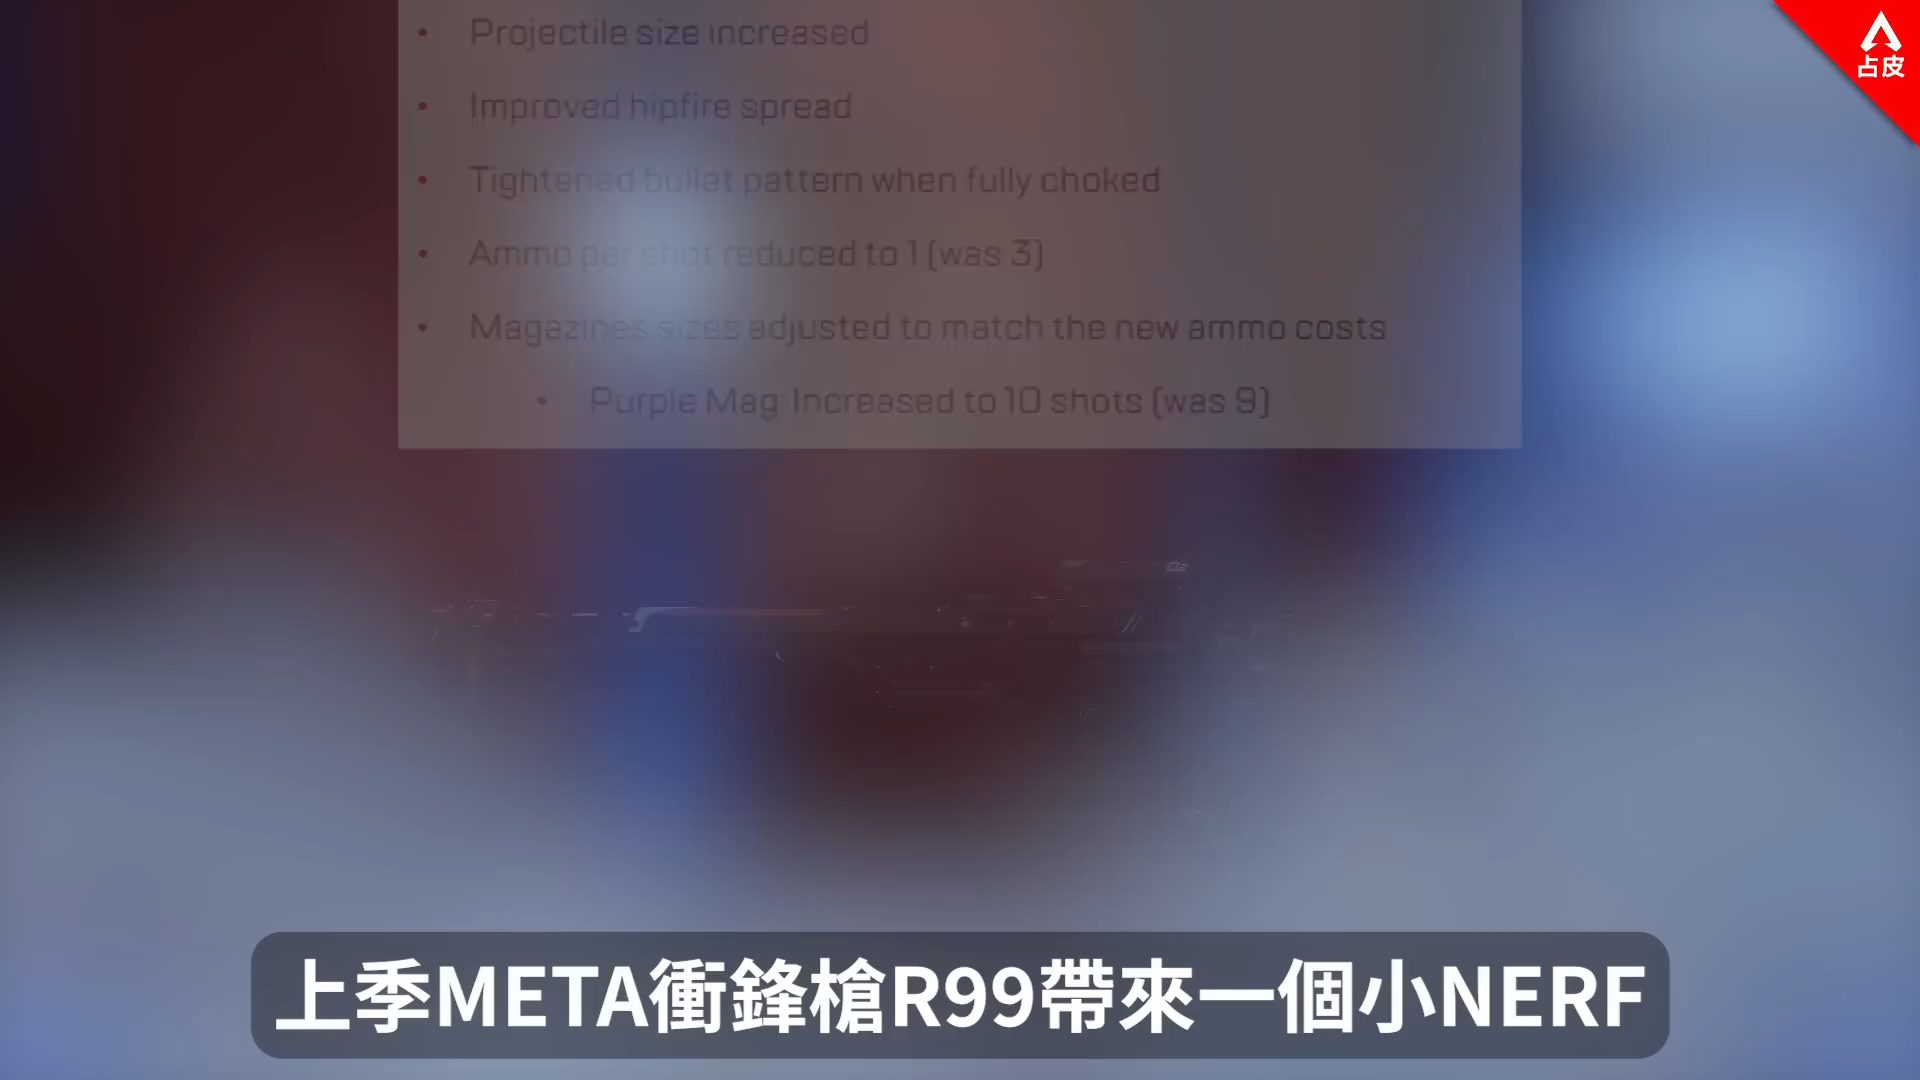 Projectile size increased
Improved hipfire spread
Tightened bullet pattern when fully choked
Ammo per shot reduced to 1 (was 3)
Magazines sizes adjusted to match the new ammo costs
Purple Mag: Increased to 10 shots (was 9)
占皮
上季META衝鋒槍R99帶來一個小NERF